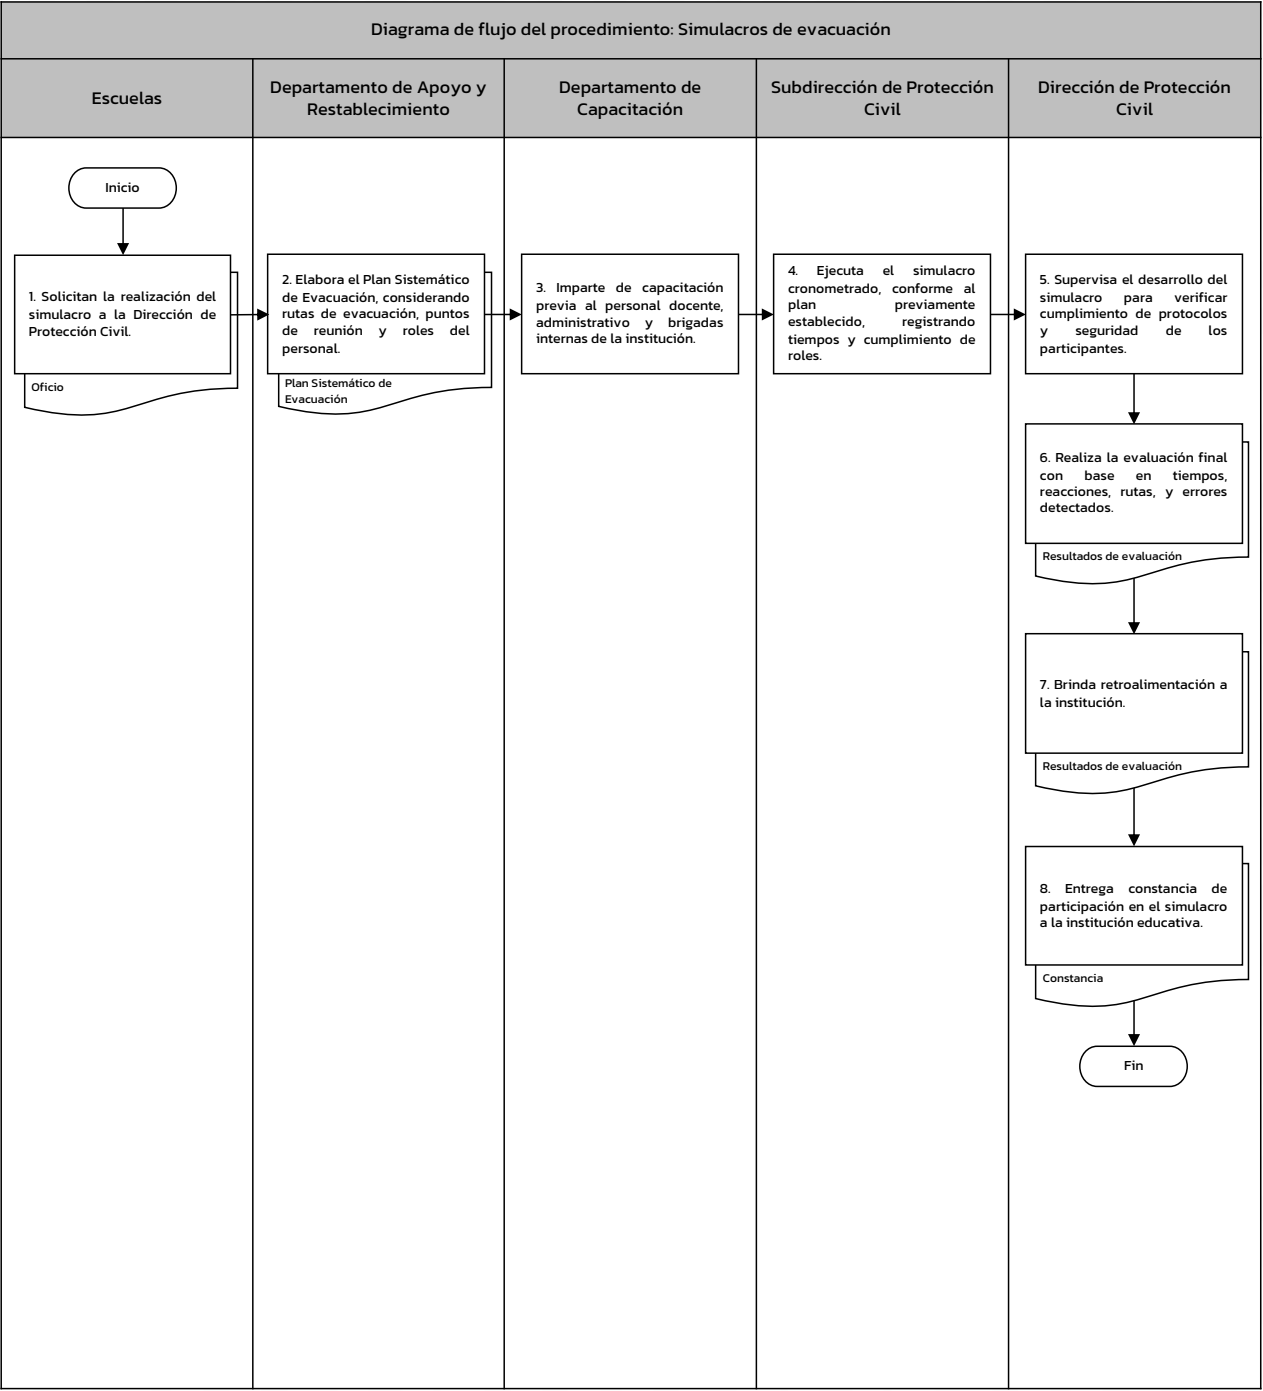 Diagrama de flujo del procedimiento: Simulacros de evacuación
Escuelas
Departamento de Apoyo y
Restablecimiento
Departamento de
Capacitación
Subdirección de Protección
Civil
Dirección de Protección
Civil
Inicio
1. Solicitan la realización del
simulacro a la Dirección de
Protección Civil.
Oficio
2. Elabora el Plan Sistemático
de Evacuación, considerando
rutas de evacuación, puntos
de reunión y roles del
personal.
Plan Sistemático de
Evacuación
3. Imparte de capacitación
previa al personal docente,
administrativo y brigadas
internas de la institución.
4. Ejecuta el simulacro
cronometrado, conforme al
plan previamente
establecido, registrando
tiempos y cumplimiento de
roles.
5. Supervisa el desarrollo del
simulacro para verificar
cumplimiento de protocolos
y seguridad de los
participantes.
6. Realiza la evaluación final
con base en tiempos,
reacciones, rutas, y errores
detectados.
Resultados de evaluación
7. Brinda retroalimentación a
la institución.
Resultados de evaluación
8. Entrega constancia de
participación en el simulacro
a la institución educativa.
Constancia
Fin